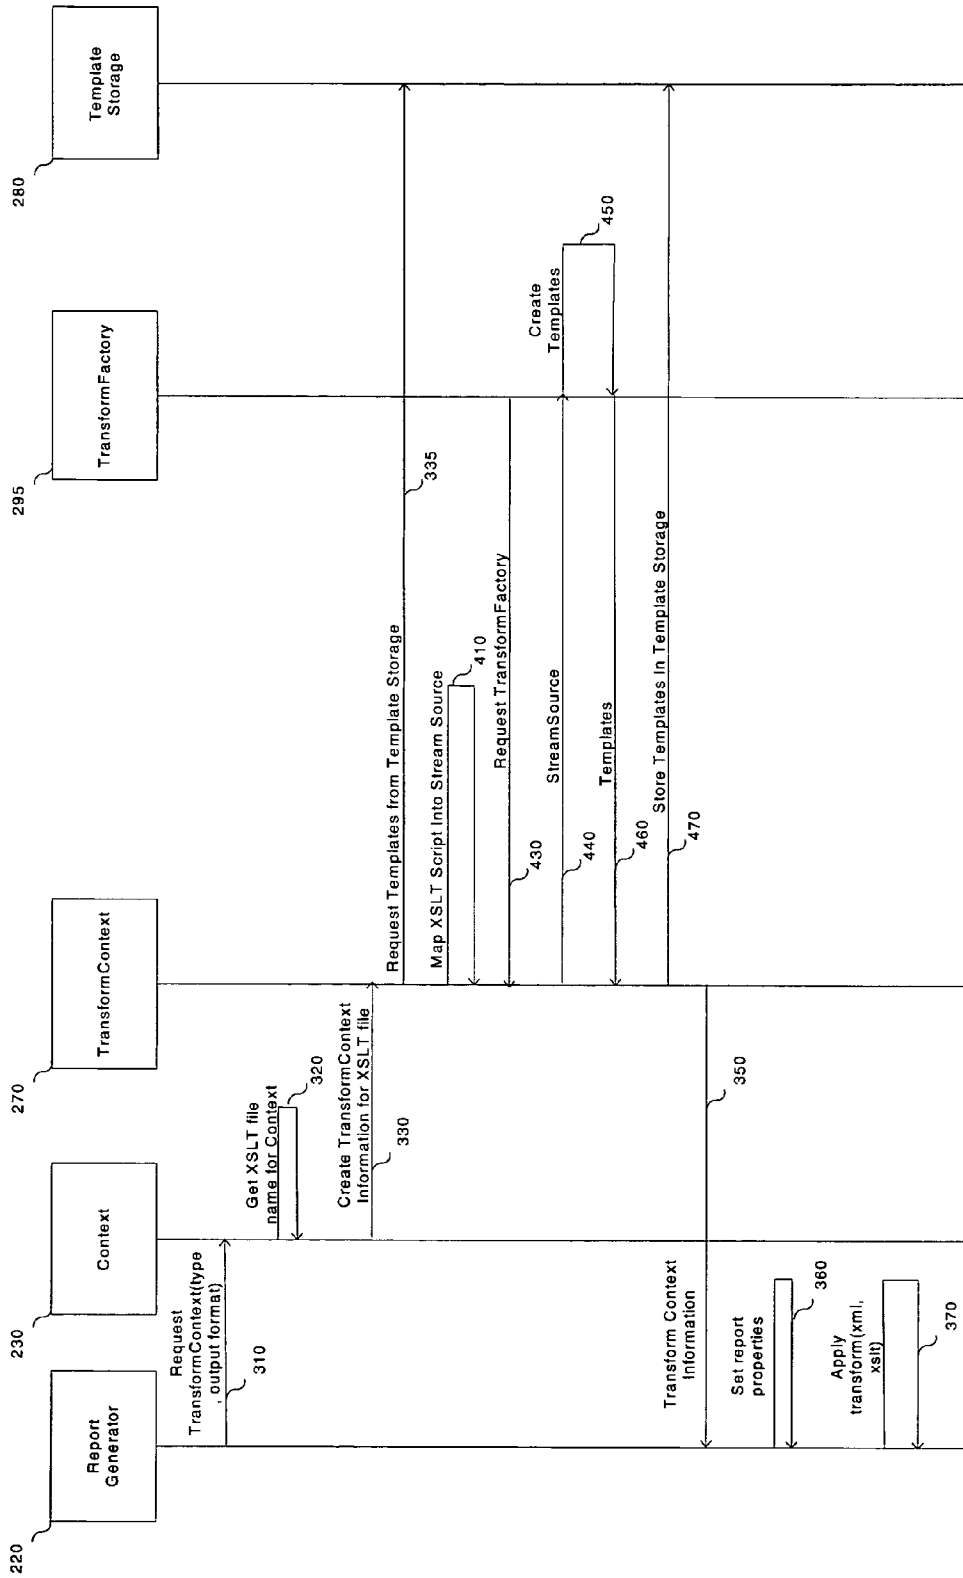 220
Report
Generator
230
Context
270
TransformContext
295
TransformFactory
280
Template
Storage
Request
TransformContext(type
, output format)
310
Get XSLT file
name for Context
320
Create TransformContext
Information for XSLT file
330
Request Templates from Template Storage
335
Map XSLT Script Into Stream Source
410
Request TransformFactory
430
StreamSource
440
Create
Templates
450
Templates
460
Store Templates In Template Storage
470
Transform Context
Information
350
Set report
properties
360
Apply
transform(xml,
xslt)
370